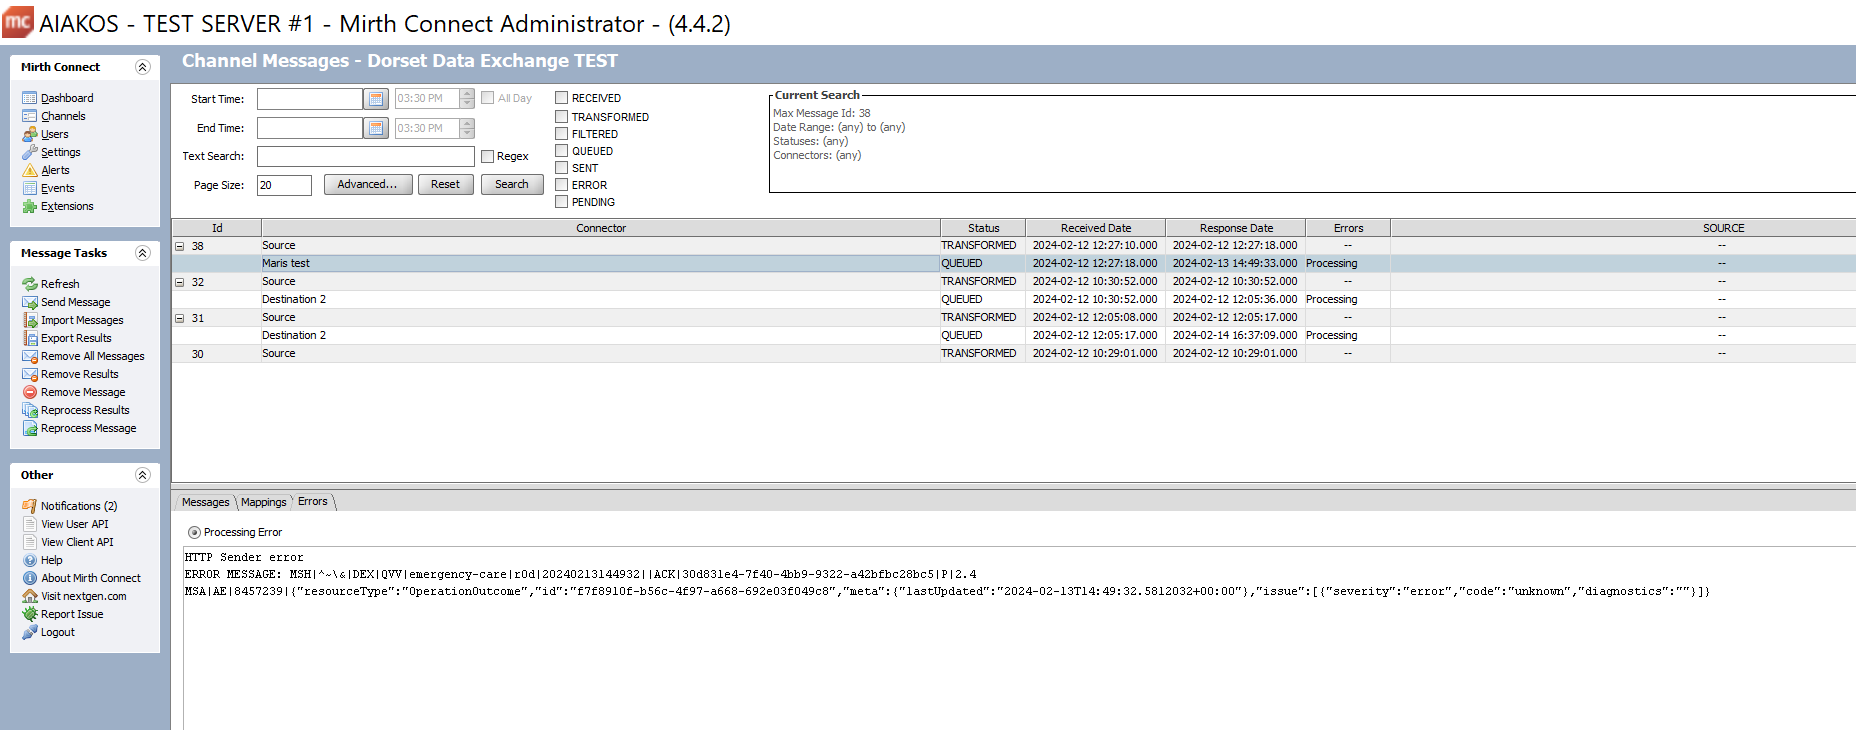 mc AIAKOS - TEST SERVER #1 - Mirth Connect Administrator - (4.4.2)
Mirth Connect
Dashboard
Channels
Users
Settings
Alerts
Events
Extensions
Message Tasks
Refresh
Send Message
Import Messages
Export Results
Remove All Messages
Remove Results
Remove Message
Reprocess Results
Reprocess Message
Other
Notifications (2)
View User API
View Client API
Help
About Mirth Connect
Visit nextgen.com
Report Issue
Logout
Channel Messages - Dorset Data Exchange TEST
Start Time: 03:30 PM All Day
End Time: 03:30 PM
Text Search: Regex
Page Size: 20 Advanced... Reset Search
RECEIVED
TRANSFORMED
FILTERED
QUEUED
SENT
ERROR
PENDING
Current Search
Max Message Id: 38
Date Range: (any) to (any)
Statuses: (any)
Connectors: (any)
Id Connector Status Received Date Response Date Errors SOURCE
38 Source TRANSFORMED 2024-02-12 12:27:10.000 2024-02-12 12:27:18.000 -- --
Maris test QUEUED 2024-02-12 12:27:18.000 2024-02-13 14:49:33.000 Processing --
32 Source TRANSFORMED 2024-02-12 10:30:52.000 2024-02-12 10:30:52.000 -- --
Destination 2 QUEUED 2024-02-12 10:30:52.000 2024-02-12 12:05:36.000 Processing --
31 Source TRANSFORMED 2024-02-12 12:05:08.000 2024-02-12 12:05:17.000 -- --
Destination 2 QUEUED 2024-02-12 12:05:17.000 2024-02-14 16:37:09.000 Processing --
30 Source TRANSFORMED 2024-02-12 10:29:01.000 2024-02-12 10:29:01.000 -- --
Messages Mappings Errors
Processing Error
HTTP Sender error
ERROR MESSAGE: MSH|^~\&|DEX|QVV|emergency-care|r0d|20240213144932||ACK|30d831e4-7f40-4bb9-9322-a42bfbc28bc5|P|2.4
MSA|AE|8457239|{"resourceType":"OperationOutcome","id":"f7f8910f-b56c-4f97-a668-692e03f049c8","meta":{"lastUpdated":"2024-02-13T14:49:32.5812032+00:00"},"issue":[{"severity":"error","code":"unknown","diagnostics":""}]}